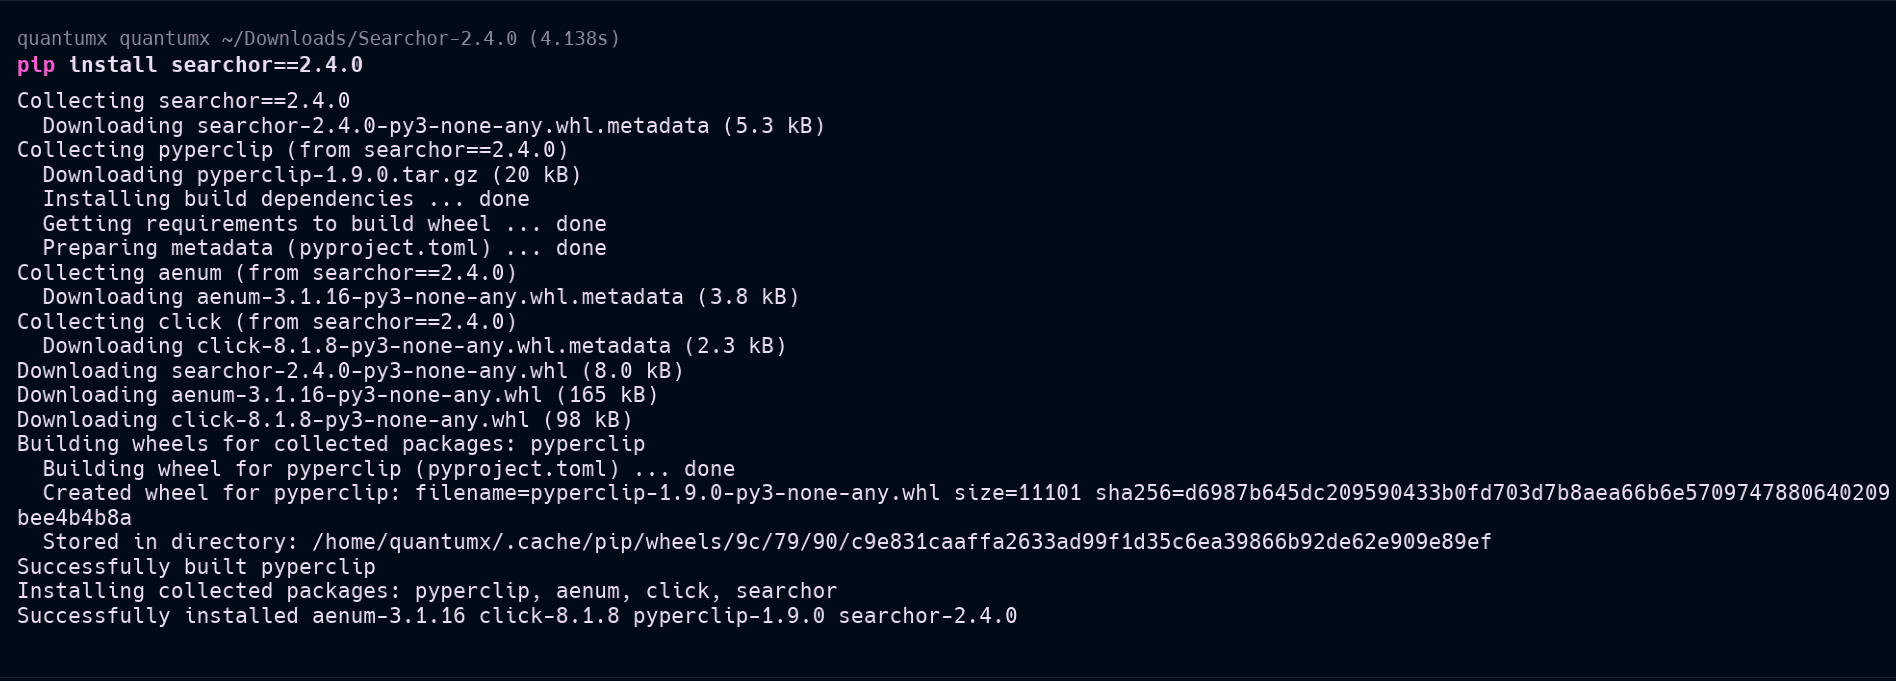 quantumx quantumx ~/Downloads/Searchor-2.4.0 (4.138s)
pip install searchor==2.4.0
Collecting searchor==2.4.0
  Downloading searchor-2.4.0-py3-none-any.whl.metadata (5.3 kB)
Collecting pyperclip (from searchor==2.4.0)
  Downloading pyperclip-1.9.0.tar.gz (20 kB)
  Installing build dependencies ... done
  Getting requirements to build wheel ... done
  Preparing metadata (pyproject.toml) ... done
Collecting aenum (from searchor==2.4.0)
  Downloading aenum-3.1.16-py3-none-any.whl.metadata (3.8 kB)
Collecting click (from searchor==2.4.0)
  Downloading click-8.1.8-py3-none-any.whl.metadata (2.3 kB)
Downloading searchor-2.4.0-py3-none-any.whl (8.0 kB)
Downloading aenum-3.1.16-py3-none-any.whl (165 kB)
Downloading click-8.1.8-py3-none-any.whl (98 kB)
Building wheels for collected packages: pyperclip
  Building wheel for pyperclip (pyproject.toml) ... done
  Created wheel for pyperclip: filename=pyperclip-1.9.0-py3-none-any.whl size=11101 sha256=d6987b645dc209590433b0fd703d7b8aea66b6e5709747880640209
bee4b4b8a
  Stored in directory: /home/quantumx/.cache/pip/wheels/9c/79/90/c9e831caaffa2633ad99f1d35c6ea39866b92de62e909e89ef
Successfully built pyperclip
Installing collected packages: pyperclip, aenum, click, searchor
Successfully installed aenum-3.1.16 click-8.1.8 pyperclip-1.9.0 searchor-2.4.0